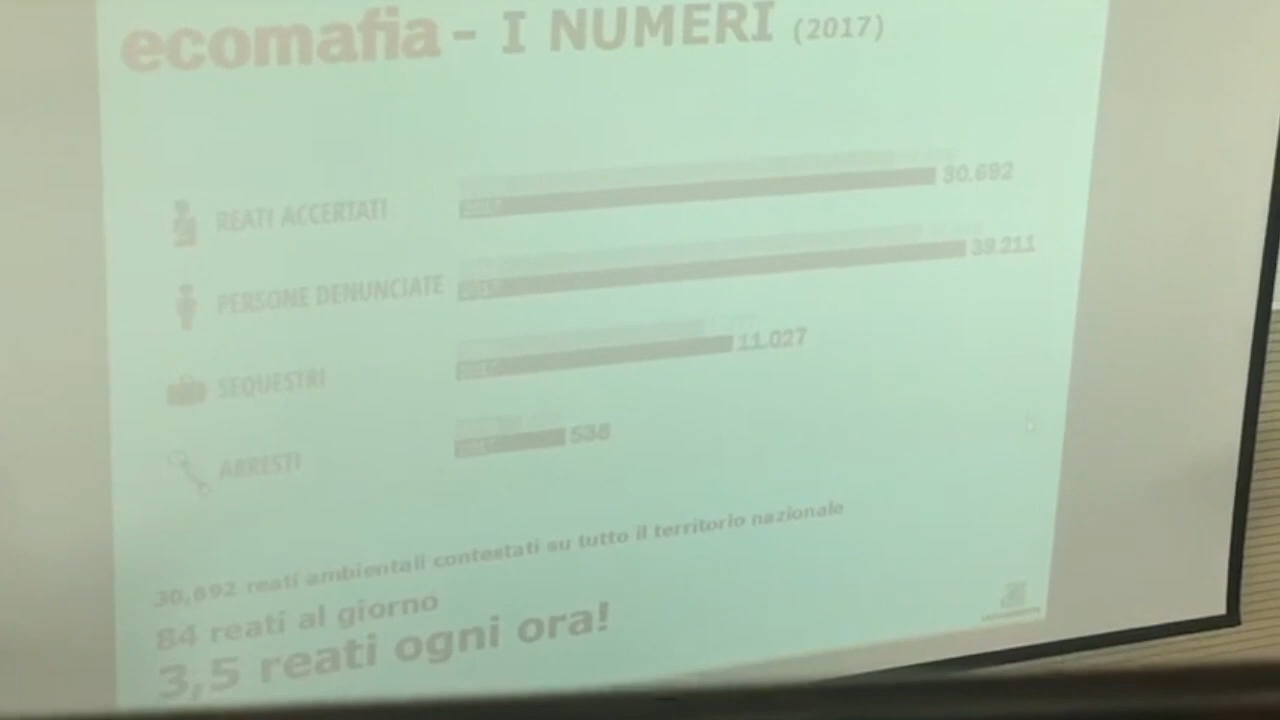 ecomafia - I NUMERI (2017)
REATI ACCERTATI 30.692
PERSONE DENUNCIATE 39.211
SEQUESTRI 11.027
ARRESTI 538
30,692 reati ambientali contestati su tutto il territorio nazionale
84 reati al giorno
3,5 reati ogni ora!